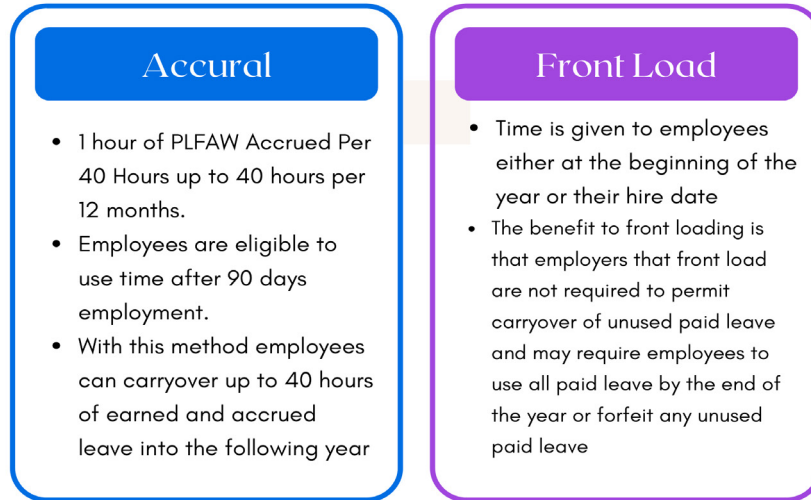 Accural
• 1 hour of PLFAW Accrued Per
40 Hours up to 40 hours per
12 months.
• Employees are eligible to
use time after 90 days
employment.
• With this method employees
can carryover up to 40 hours
of earned and accrued
leave into the following year
Front Load
• Time is given to employees
either at the beginning of the
year or their hire date
• The benefit to front loading is
that employers that front load
are not required to permit
carryover of unused paid leave
and may require employees to
use all paid leave by the end of
the year or forfeit any unused
paid leave